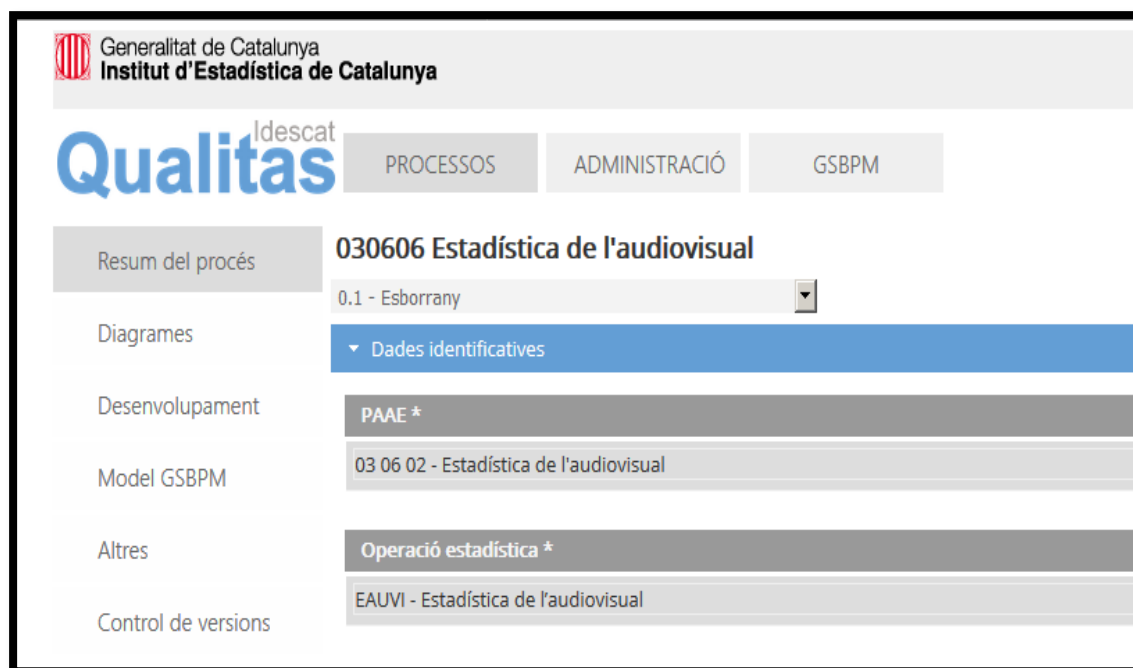 Generalitat de Catalunya
Institut d'Estadística de Catalunya
Idescat
Qualitas
PROCESSOS
ADMINISTRACIÓ
GSBPM
Resum del procés
Diagrames
Desenvolupament
Model GSBPM
Altres
Control de versions
030606 Estadística de l'audiovisual
0.1 - Esborrany
Dades identificatives
PAAE *
03 06 02 - Estadística de l'audiovisual
Operació estadística *
EAUVI - Estadística de l'audiovisual